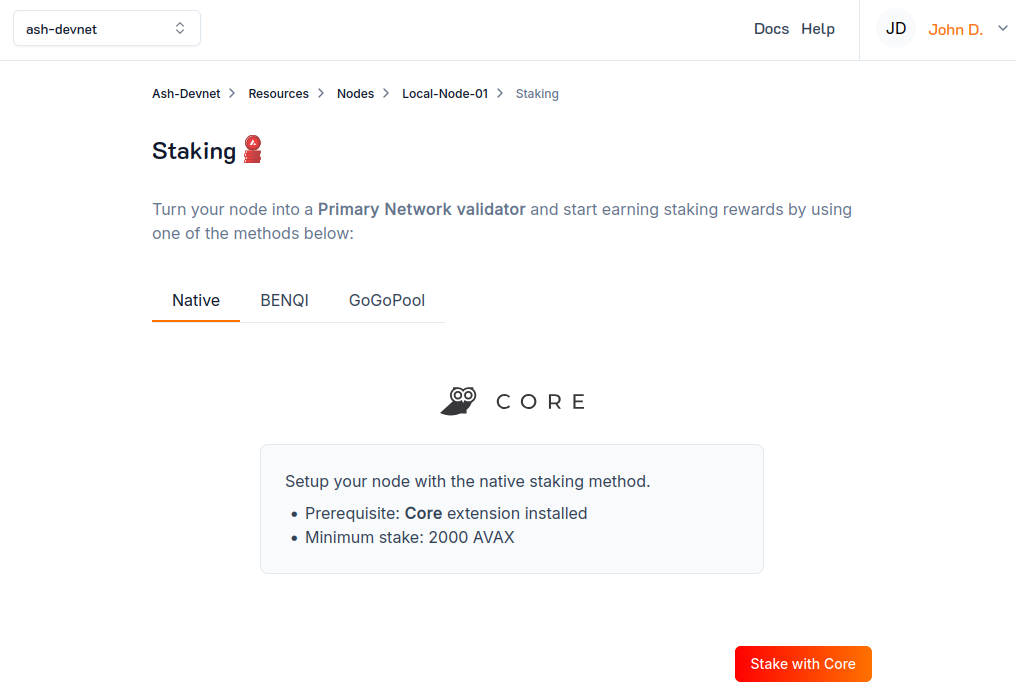 ash-devnet
Docs Help JD John D.
Ash-Devnet Resources Nodes Local-Node-01 Staking
Staking
Turn your node into a Primary Network validator and start earning staking rewards by using
one of the methods below:
Native BENQI GoGoPool
CORE
Setup your node with the native staking method.
• Prerequisite: Core extension installed
• Minimum stake: 2000 AVAX
Stake with Core